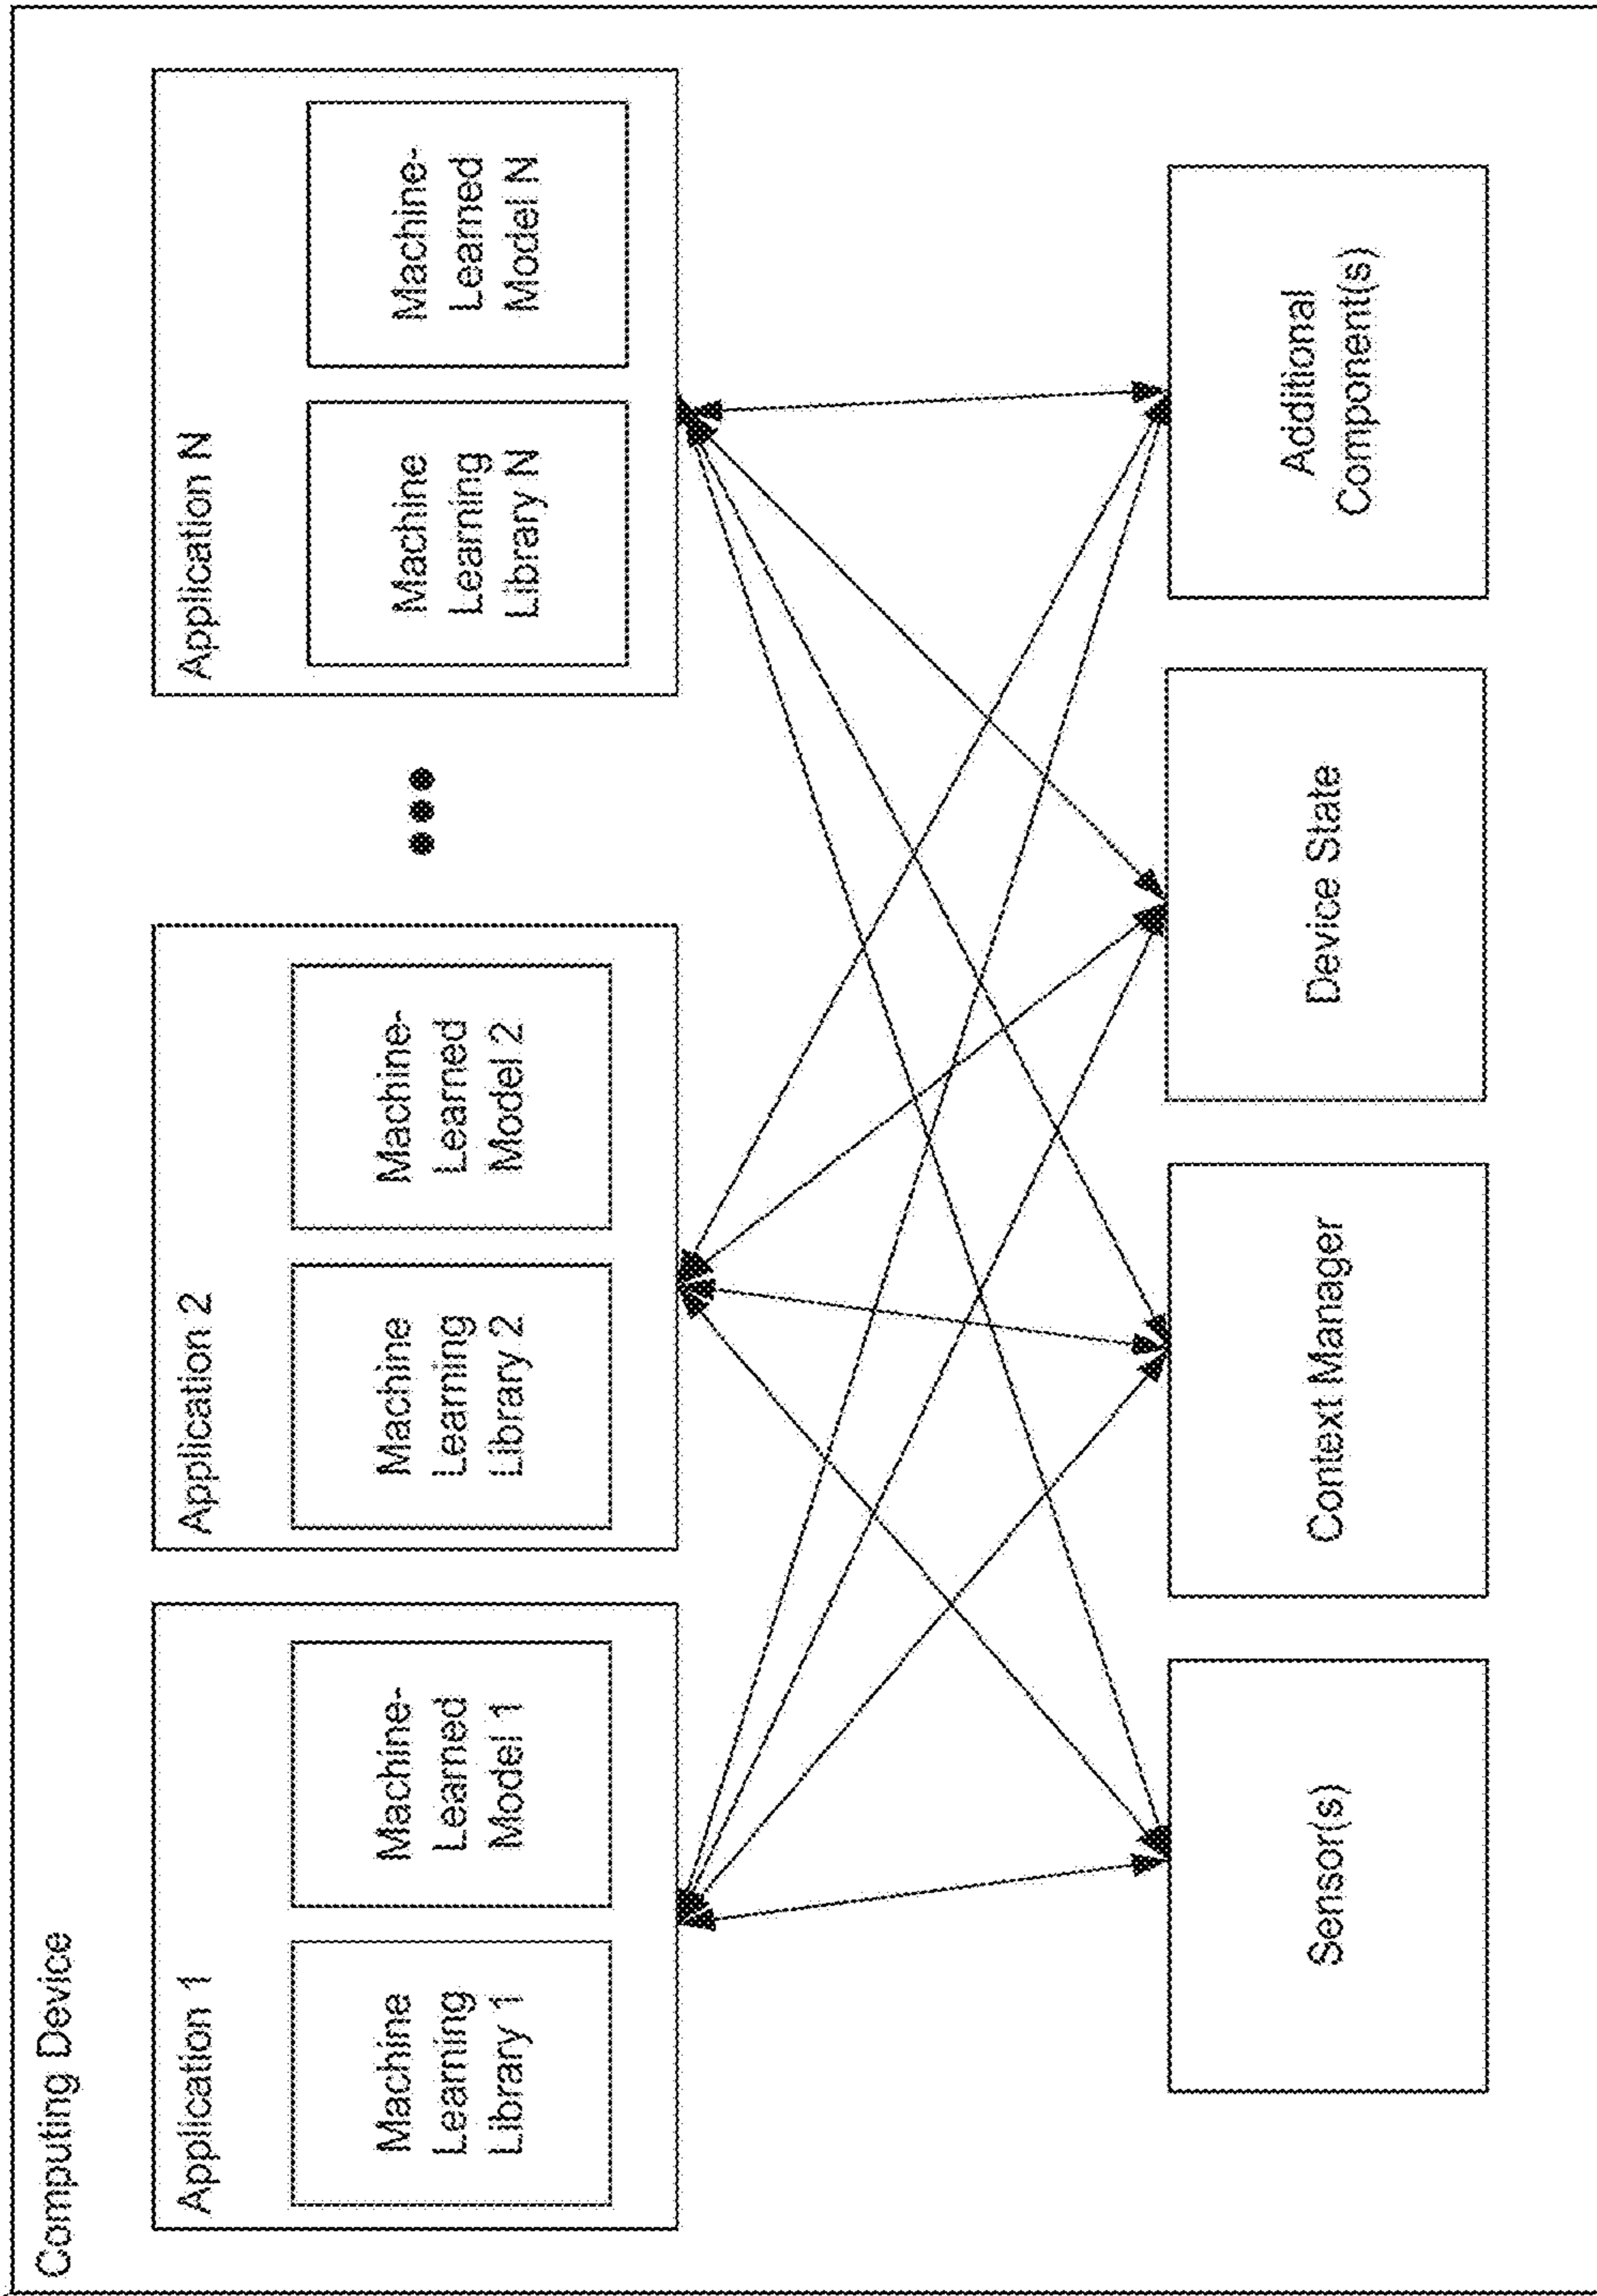 Computing Device
Application 1
Machine
Learning
Library 1
Machine-
Learned
Model 1
Application 2
Machine
Learning
Library 2
Machine-
Learned
Model 2
Application N
Machine
Learning
Library N
Machine-
Learned
Model N
Sensor(s)
Context Manager
Device State
Additional
Component(s)